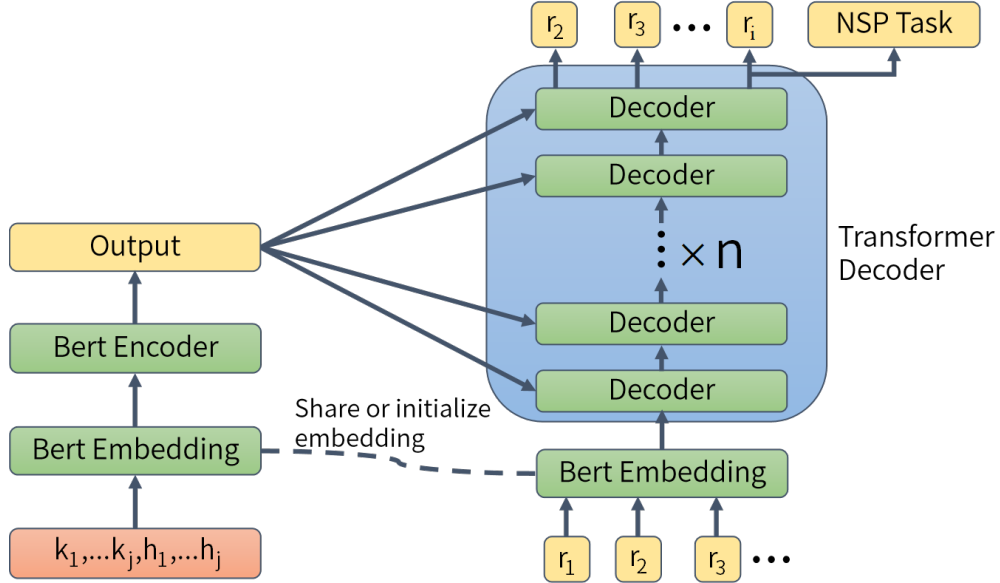 r2 r3 ••• ri NSP Task
Decoder
Decoder
Output
⋮ × n
Transformer
Decoder
Bert Encoder
Decoder
Decoder
Share or initialize
embedding
Bert Embedding
Bert Embedding
k1,...kj,h1,...hj
r1 r2 r3 •••